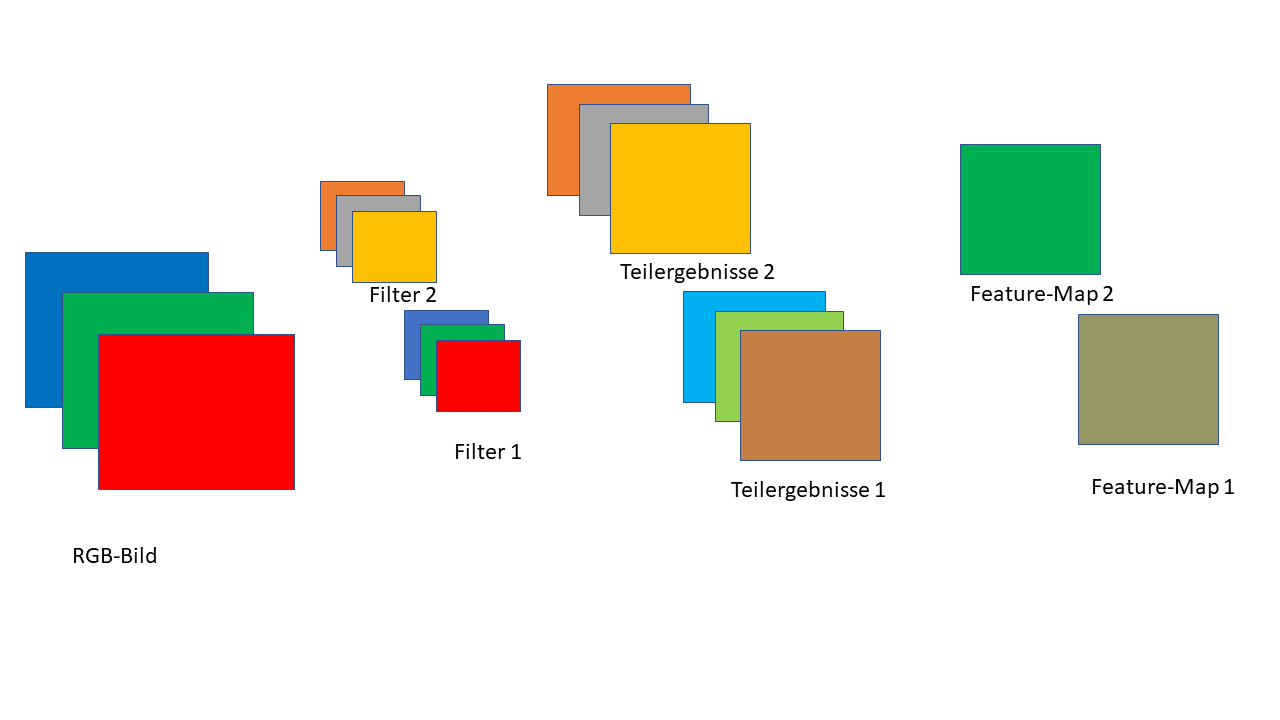 Teilergebnisse 2
Filter 2
Feature-Map 2
Filter 1
Teilergebnisse 1
Feature-Map 1
RGB-Bild